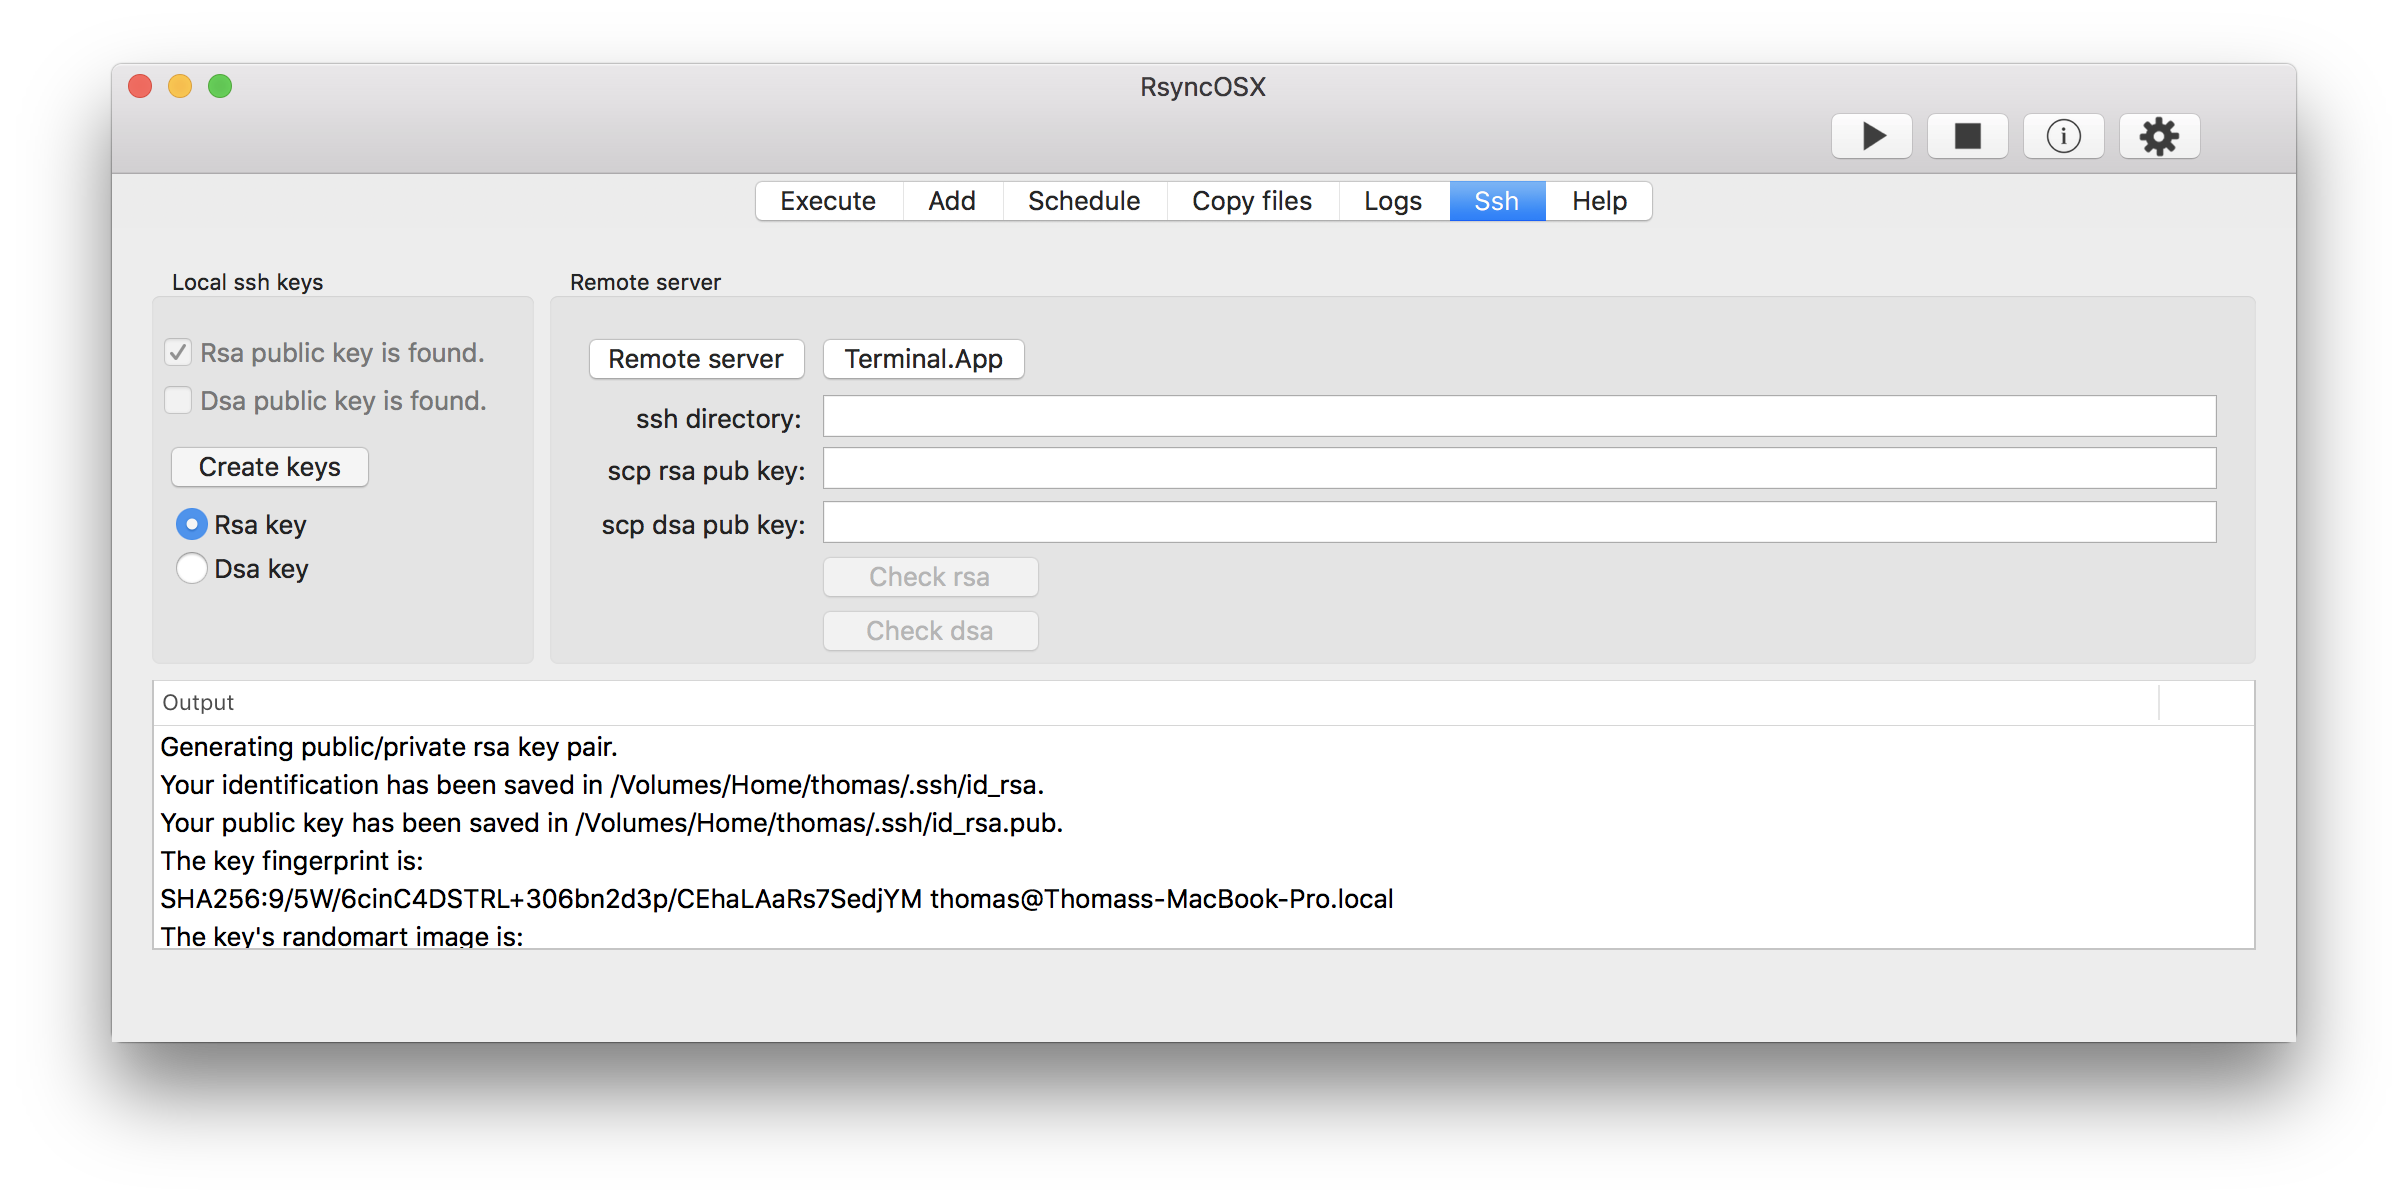 RsyncOSX
Execute Add Schedule Copy files Logs Ssh Help
Local ssh keys
Rsa public key is found.
Dsa public key is found.
Create keys
Rsa key
Dsa key
Remote server
Remote server Terminal.App
ssh directory:
scp rsa pub key:
scp dsa pub key:
Check rsa
Check dsa
Output
Generating public/private rsa key pair.
Your identification has been saved in /Volumes/Home/thomas/.ssh/id_rsa.
Your public key has been saved in /Volumes/Home/thomas/.ssh/id_rsa.pub.
The key fingerprint is:
SHA256:9/5W/6cinC4DSTRL+306bn2d3p/CEhaLAaRs7SedjYM thomas@Thomass-MacBook-Pro.local
The key's randomart image is: